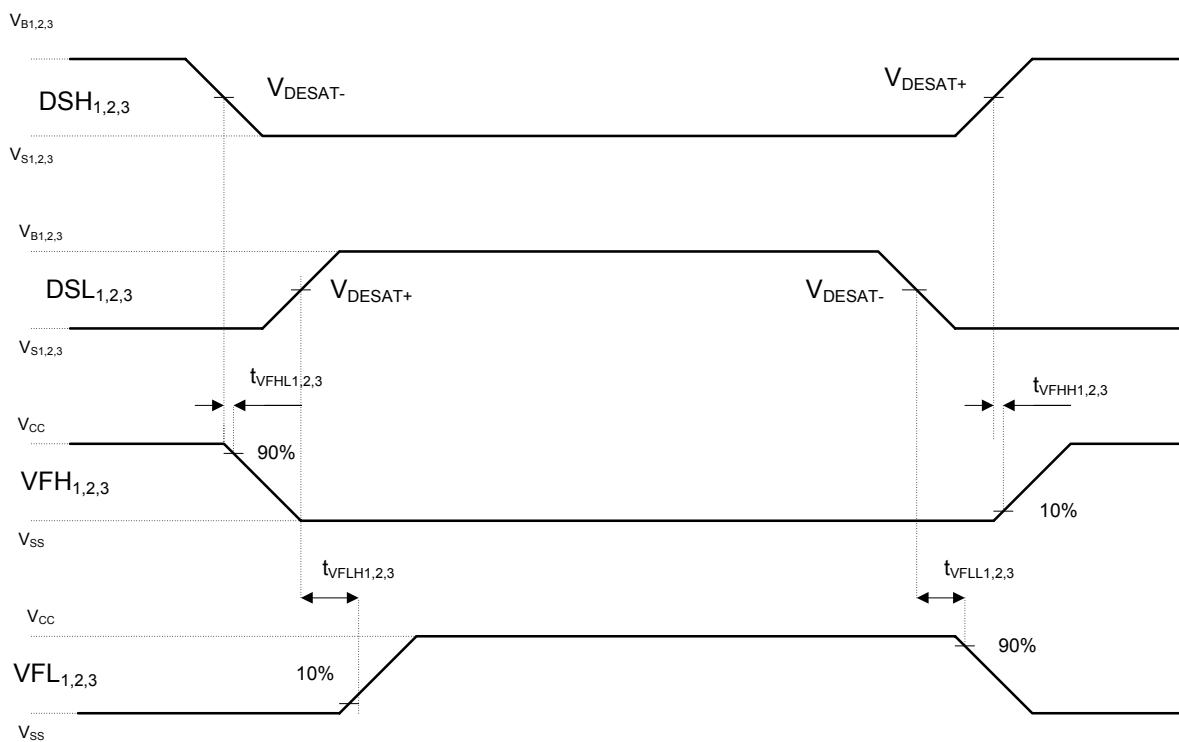 VB1,2,3
DSH1,2,3
VDESAT-
VDESAT+
VS1,2,3
VB1,2,3
DSL1,2,3
VDESAT+
VDESAT-
VS1,2,3
tVFHL1,2,3
tVFHH1,2,3
VCC
90%
VFH1,2,3
10%
VSS
tVFLH1,2,3
tVFLL1,2,3
VCC
90%
VFL1,2,3
10%
VSS